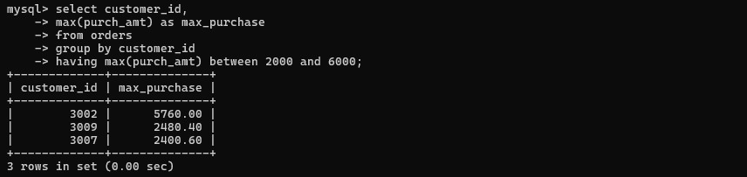 mysql> select customer_id,
    -> max(purch_amt) as max_purchase
    -> from orders
    -> group by customer_id
    -> having max(purch_amt) between 2000 and 6000;
+-------------+--------------+
| customer_id | max_purchase |
+-------------+--------------+
|        3002 |      5760.00 |
|        3009 |      2480.40 |
|        3007 |      2400.60 |
+-------------+--------------+
3 rows in set (0.00 sec)